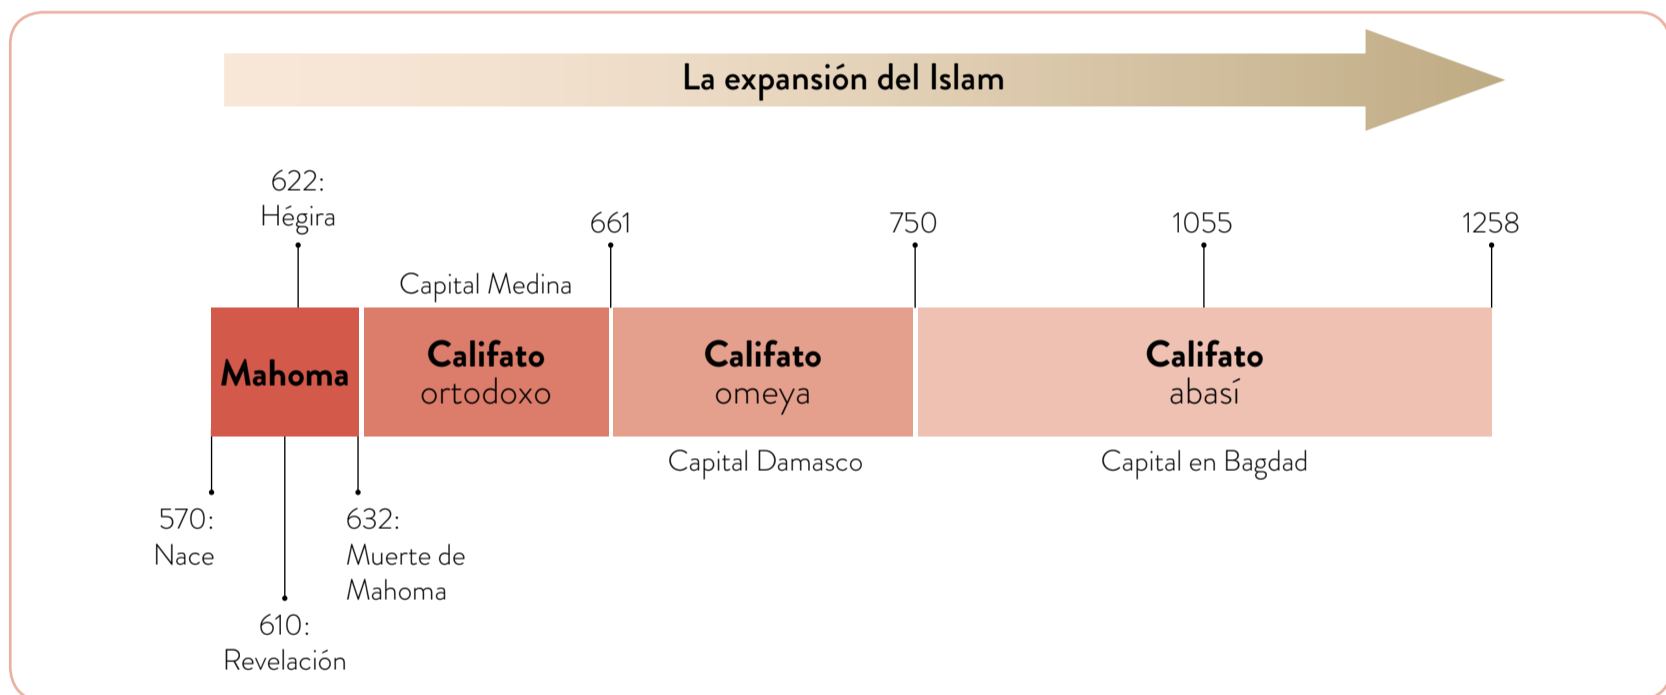 La expansión del Islam
622:
Hégira
661
750
1055
1258
Capital Medina
Mahoma
Califato
ortodoxo
Califato
omeya
Califato
abasí
Capital Damasco
Capital en Bagdad
570:
Nace
632:
Muerte de
Mahoma
610:
Revelación